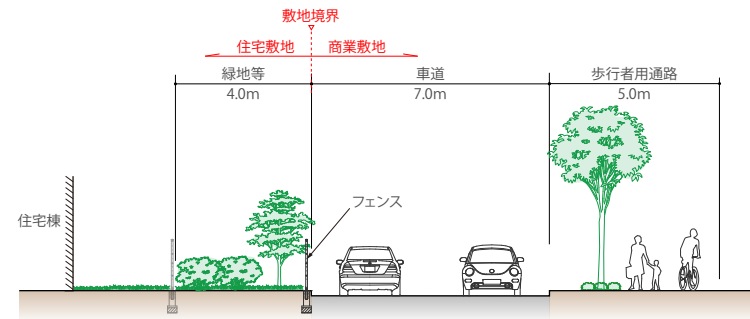 敷地境界
住宅敷地 商業敷地
緑地等 車道 歩行者用通路
4.0m 7.0m 5.0m
フェンス
住宅棟